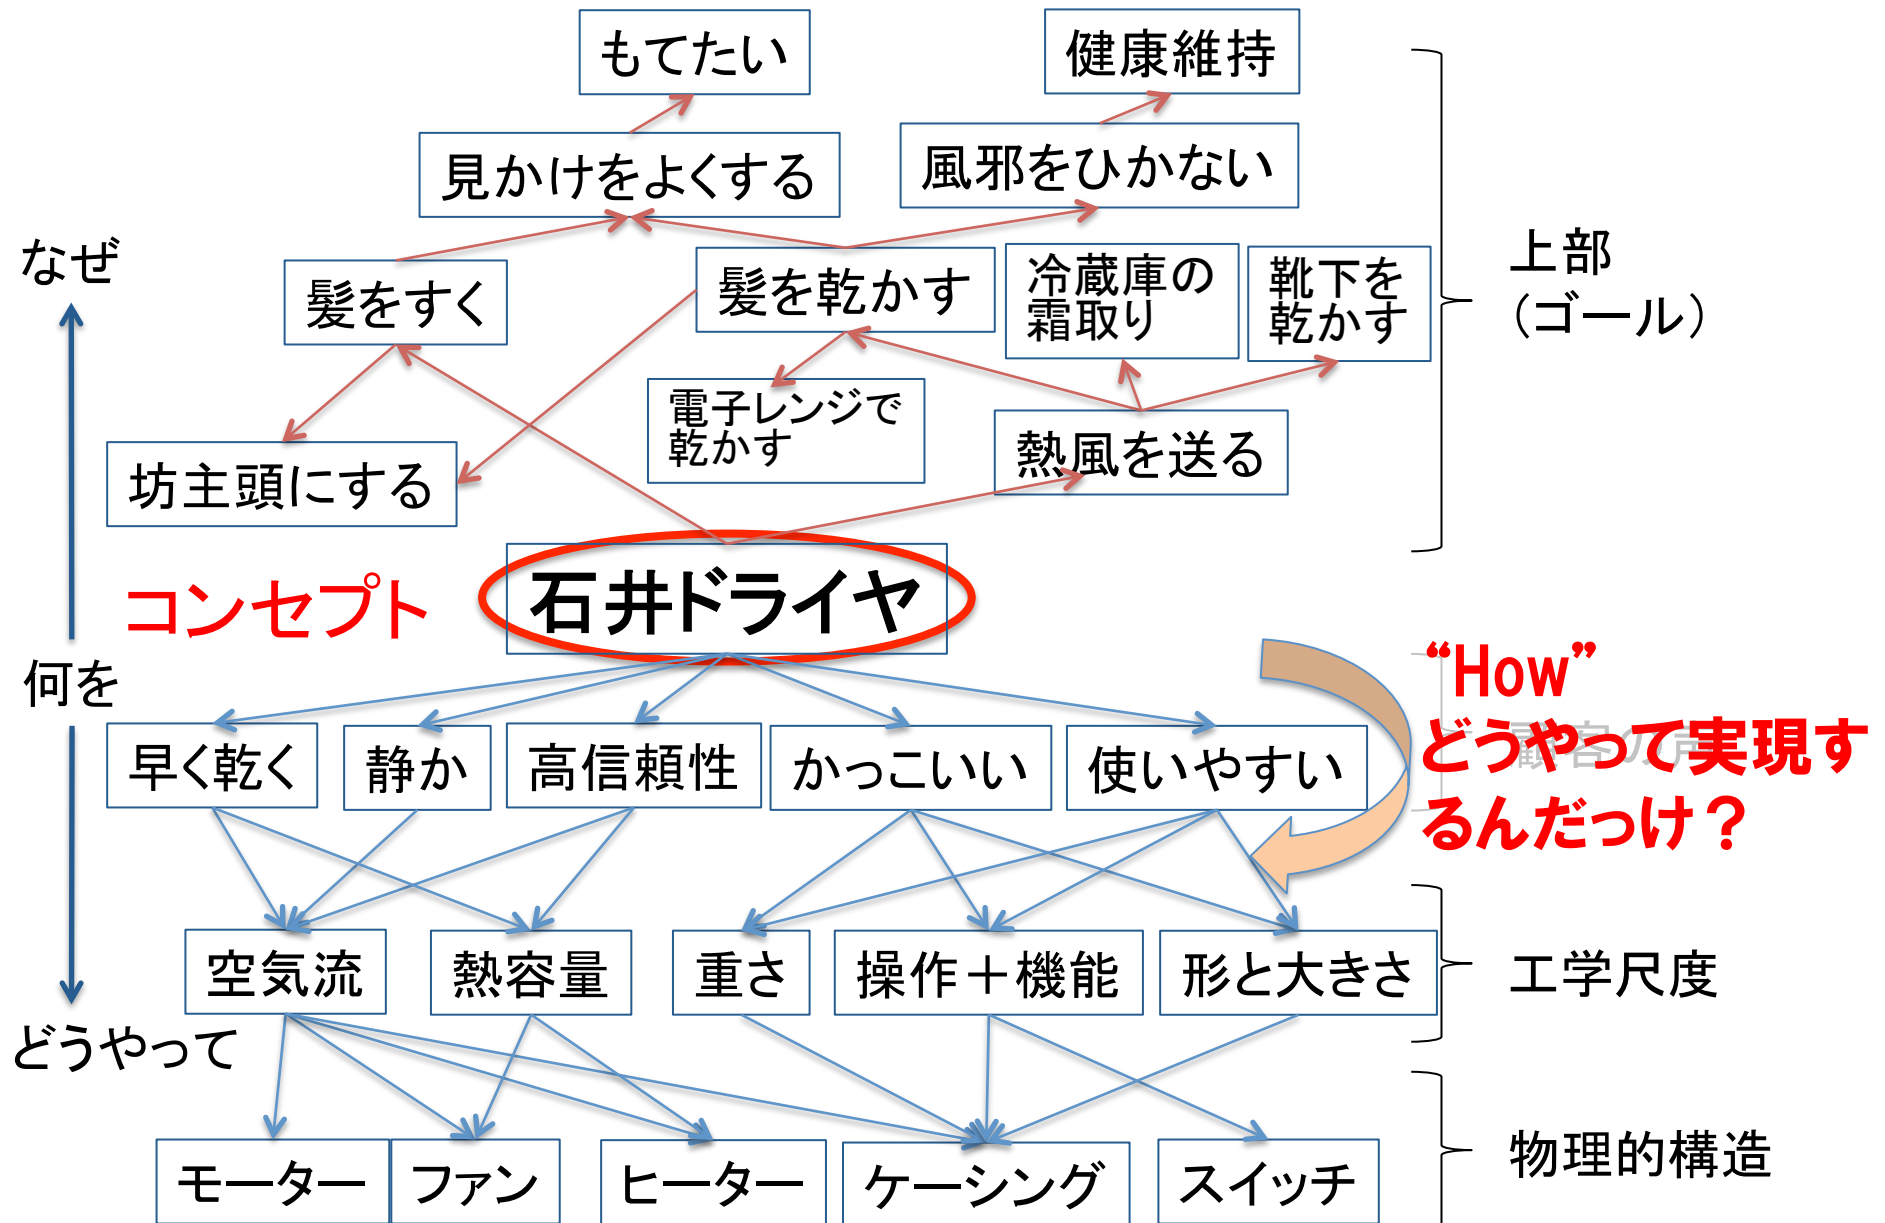 もてたい
健康維持
見かけをよくする
風邪をひかない
なぜ
髪をすく
髪を乾かす
冷蔵庫の
霜取り
靴下を
乾かす
上部
（ゴール）
電子レンジで
乾かす
熱風を送る
坊主頭にする
コンセプト
石井ドライヤ
何を
“How”
どうやって実現す
るんだっけ？
顧客の声
早く乾く
静か
高信頼性
かっこいい
使いやすい
空気流
熱容量
重さ
操作＋機能
形と大きさ
工学尺度
どうやって
モーター
ファン
ヒーター
ケーシング
スイッチ
物理的構造